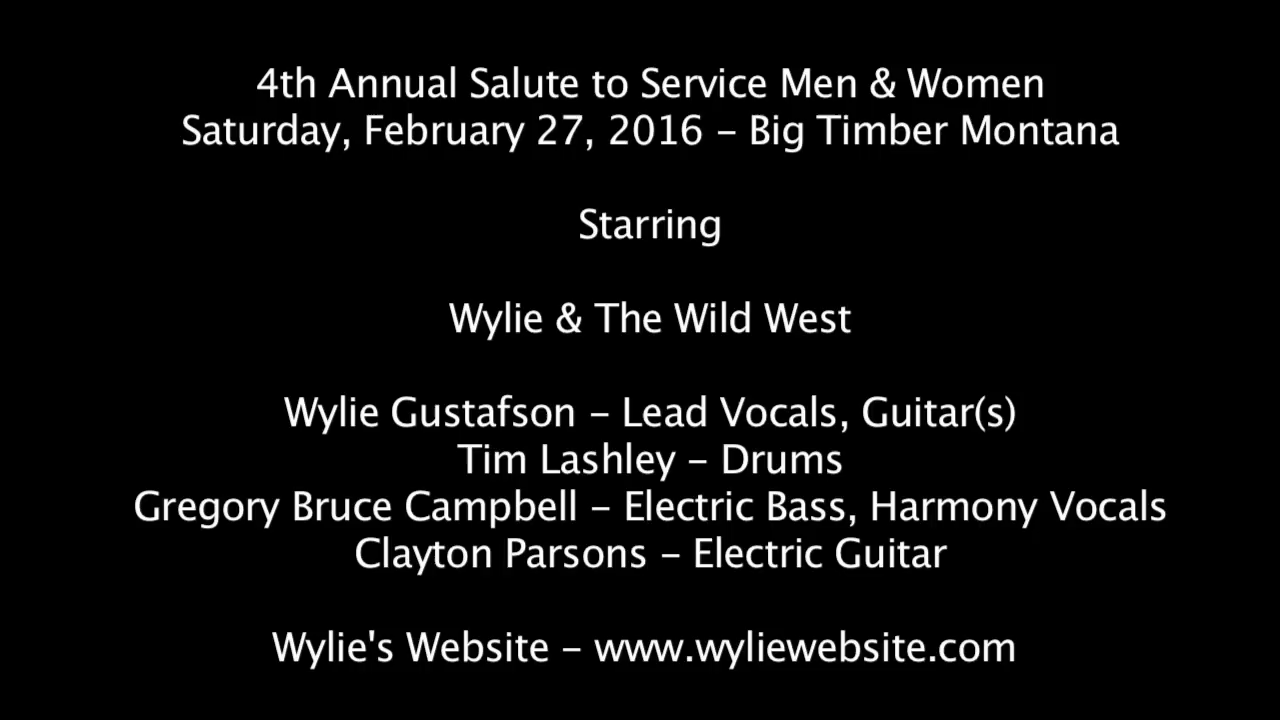 4th Annual Salute to Service Men & Women
Saturday, February 27, 2016 – Big Timber Montana
Starring
Wylie & The Wild West
Wylie Gustafson – Lead Vocals, Guitar(s)
Tim Lashley – Drums
Gregory Bruce Campbell – Electric Bass, Harmony Vocals
Clayton Parsons – Electric Guitar
Wylie's Website – www.wyliewebsite.com